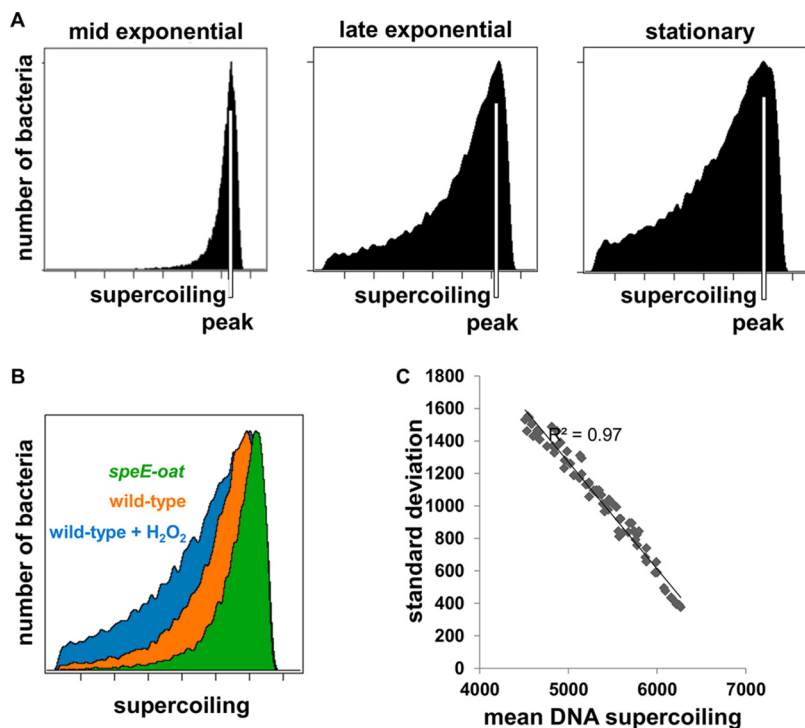 A
mid exponential
late exponential
stationary
number of bacteria
supercoiling
peak
supercoiling
peak
supercoiling
peak
B
number of bacteria
speE-oat
wild-type
wild-type + H₂O₂
supercoiling
C
standard deviation
1800
1600
1400
1200
1000
800
600
400
200
0
R² = 0.97
4000 5000 6000 7000
mean DNA supercoiling